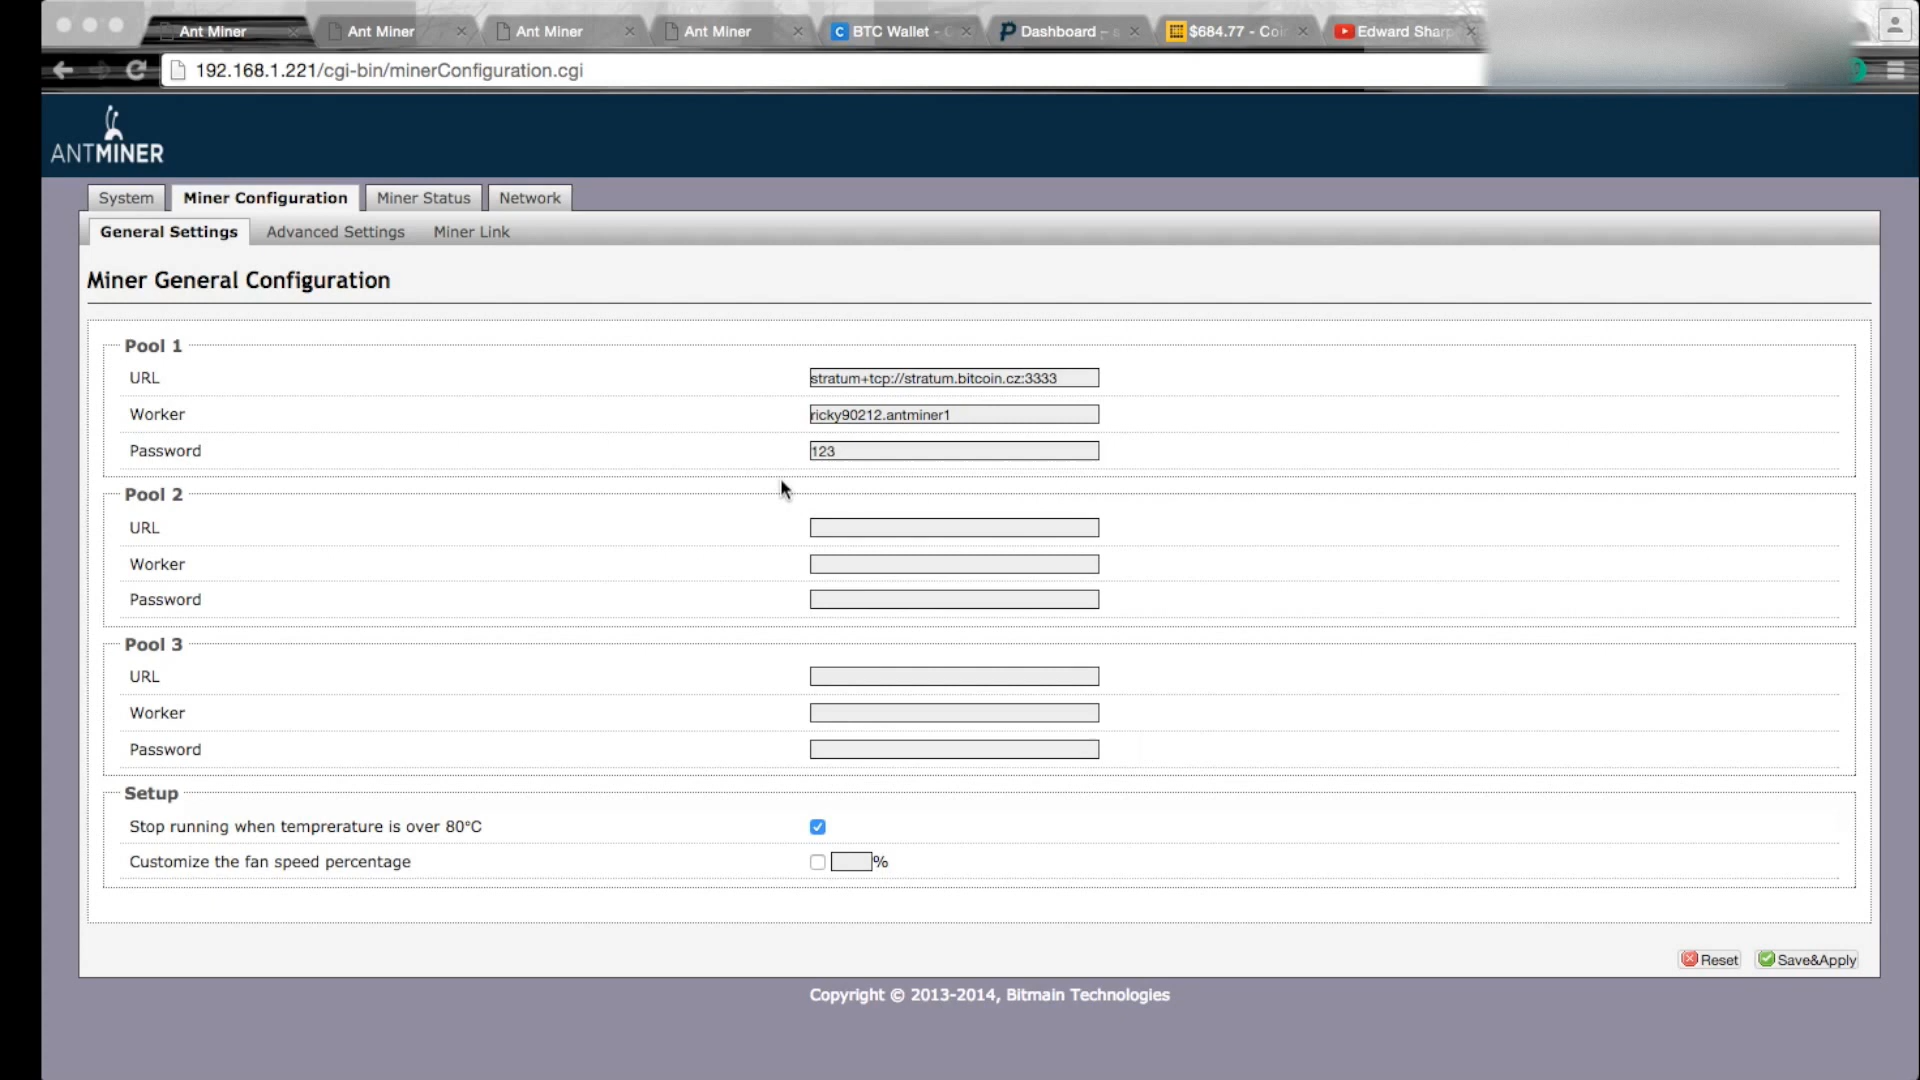 Ant Miner
Ant Miner
Ant Miner
Ant Miner
BTC Wallet -
Dashboard -
$684.77 - Coi
Edward Sharp
192.168.1.221/cgi-bin/minerConfiguration.cgi
ANTMINER
System
Miner Configuration
Miner Status
Network
General Settings
Advanced Settings
Miner Link
Miner General Configuration
Pool 1
URL
stratum+tcp://stratum.bitcoin.cz:3333
Worker
ricky90212.antminer1
Password
123
Pool 2
URL
Worker
Password
Pool 3
URL
Worker
Password
Setup
Stop running when temprerature is over 80°C
Customize the fan speed percentage
%
Reset
Save&Apply
Copyright © 2013-2014, Bitmain Technologies